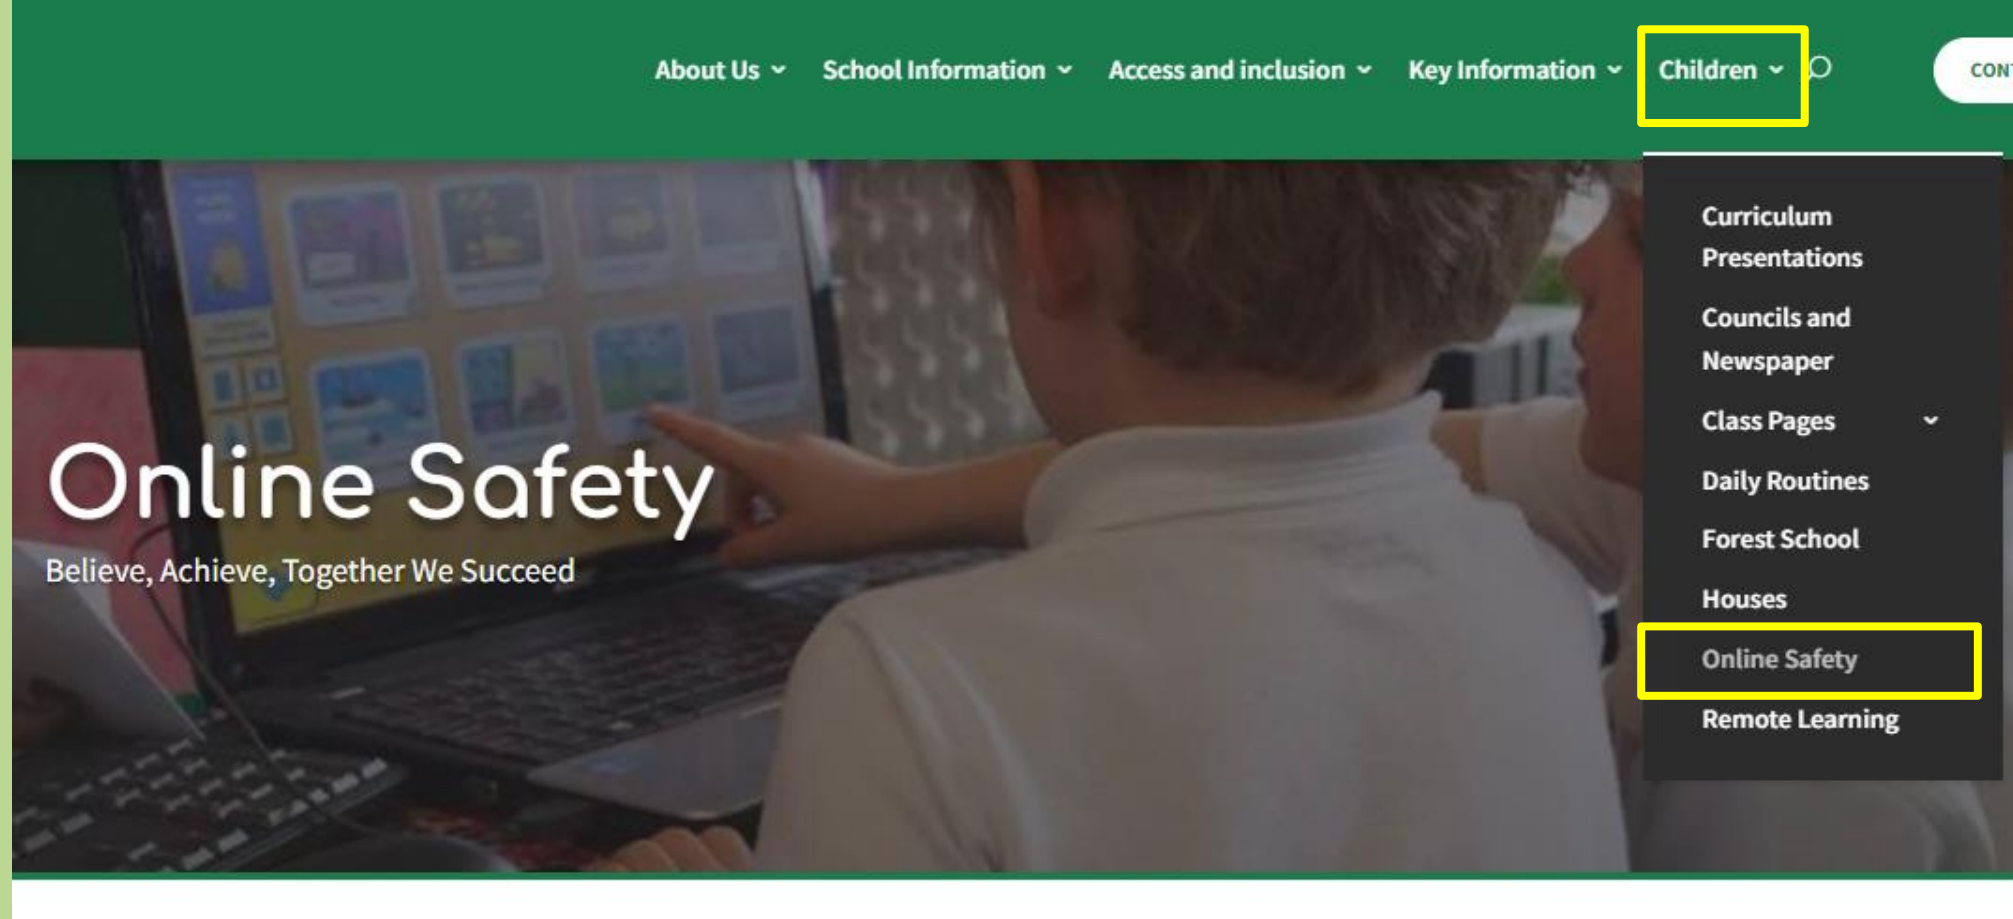 About Us School Information Access and inclusion Key Information Children
Curriculum
Presentations
Councils and
Newspaper
Class Pages
Daily Routines
Forest School
Houses
Online Safety
Remote Learning
Online Safety
Believe, Achieve, Together We Succeed